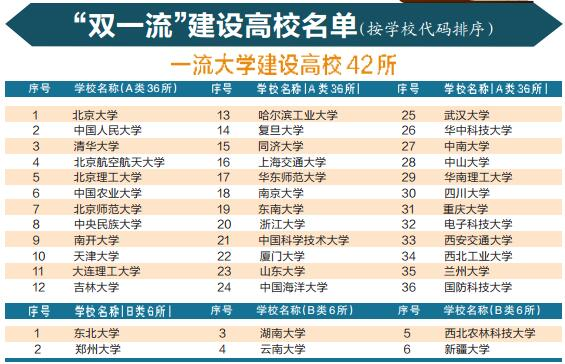 “双一流”建设高校名单(按学校代码排序)
一流大学建设高校42所
序号 学校名称(A类36所) 序号 学校名称(A类36所) 序号 学校名称(A类36所)
1 北京大学 13 哈尔滨工业大学 25 武汉大学
2 中国人民大学 14 复旦大学 26 华中科技大学
3 清华大学 15 同济大学 27 中南大学
4 北京航空航天大学 16 上海交通大学 28 中山大学
5 北京理工大学 17 华东师范大学 29 华南理工大学
6 中国农业大学 18 南京大学 30 四川大学
7 北京师范大学 19 东南大学 31 重庆大学
8 中央民族大学 20 浙江大学 32 电子科技大学
9 南开大学 21 中国科学技术大学 33 西安交通大学
10 天津大学 22 厦门大学 34 西北工业大学
11 大连理工大学 23 山东大学 35 兰州大学
12 吉林大学 24 中国海洋大学 36 国防科技大学
序号 学校名称(B类6所) 序号 学校名称(B类6所) 序号 学校名称(B类6所)
1 东北大学 3 湖南大学 5 西北农林科技大学
2 郑州大学 4 云南大学 6 新疆大学